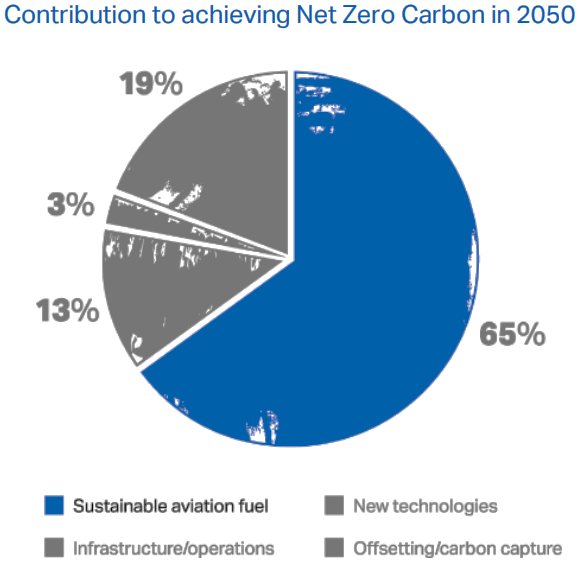 Contribution to achieving Net Zero Carbon in 2050
19%
3%
13%
65%
Sustainable aviation fuel
New technologies
Infrastructure/operations
Offsetting/carbon capture